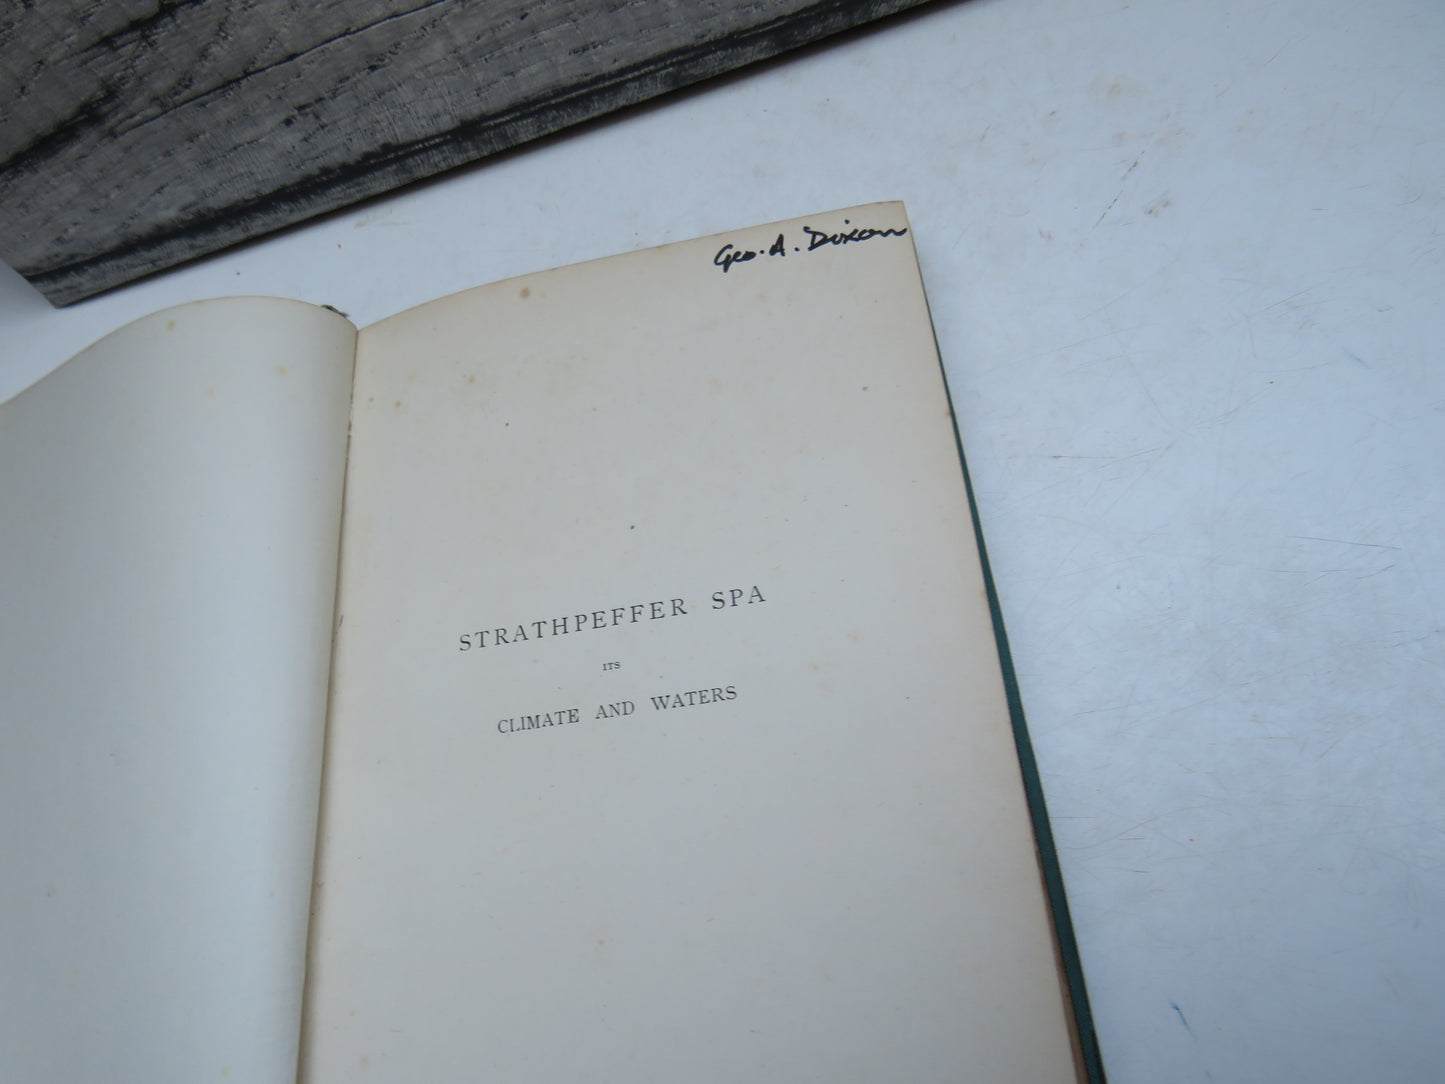 Geo. A. Dixon
STRATHPEFFER SPA
ITS
CLIMATE AND WATERS